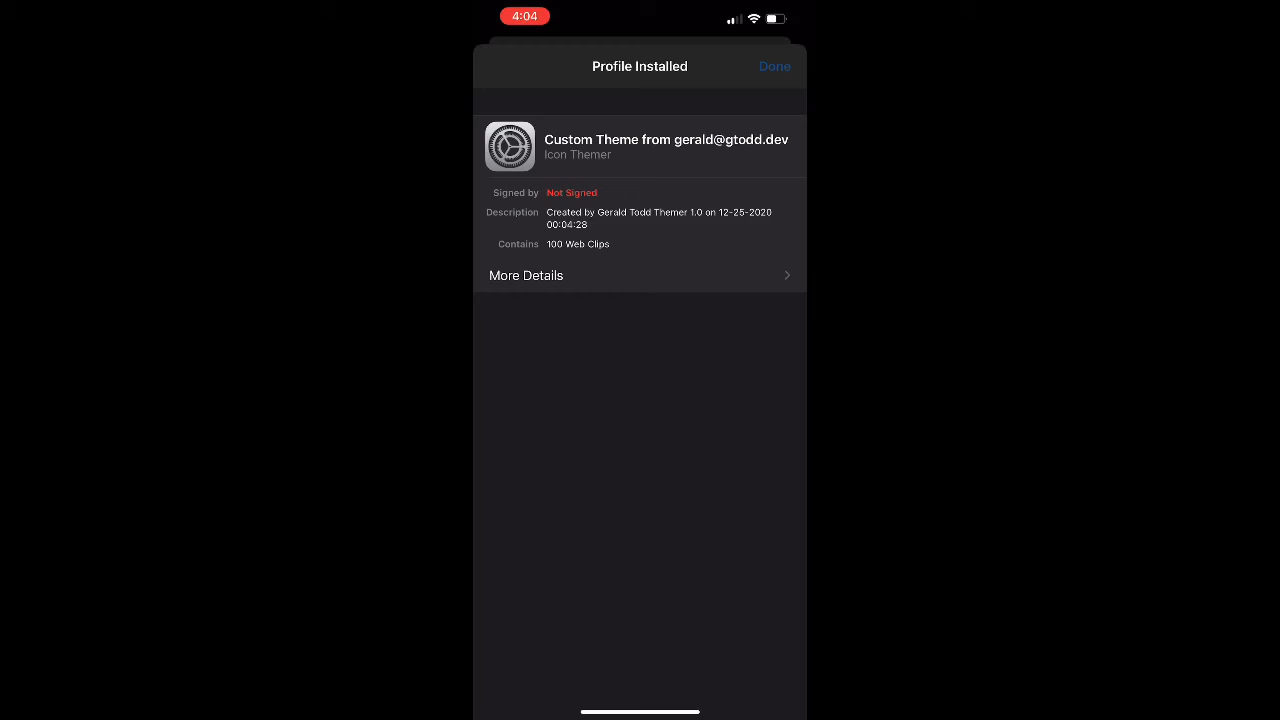 4:04
Profile Installed
Done
Custom Theme from gerald@gtodd.dev
Icon Themer
Signed by Not Signed
Description Created by Gerald Todd Themer 1.0 on 12-25-2020
00:04:28
Contains 100 Web Clips
More Details